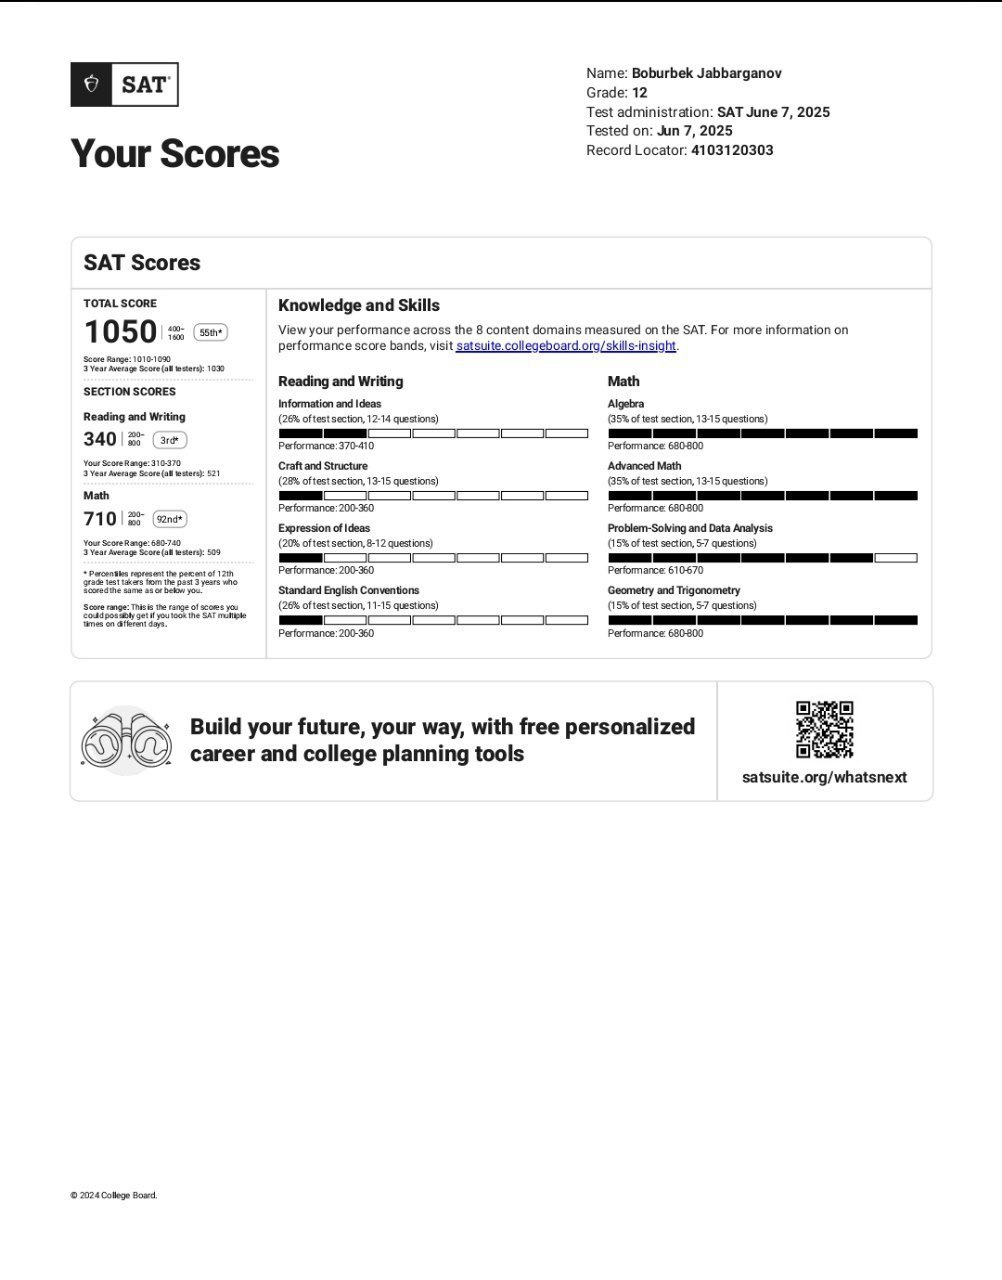 SAT®
Your Scores
Name: Boburbek Jabbarganov
Grade: 12
Test administration: SAT June 7, 2025
Tested on: Jun 7, 2025
Record Locator: 4103120303
SAT Scores
TOTAL SCORE
1050 | 400–
1600
55th*
Score Range: 1010-1090
3 Year Average Score (all testers): 1030
SECTION SCORES
Reading and Writing
340 | 200–
800
3rd*
Your Score Range: 310-370
3 Year Average Score (all testers): 521
Math
710 | 200–
800
92nd*
Your Score Range: 680-740
3 Year Average Score (all testers): 509
* Percentiles represent the percent of 12th
grade test takers from the past 3 years who
scored the same as or below you.
Score range: This is the range of scores you
could possibly get if you took the SAT multiple
times on different days.
Knowledge and Skills
View your performance across the 8 content domains measured on the SAT. For more information on
performance score bands, visit satsuite.collegeboard.org/skills-insight.
Reading and Writing
Information and Ideas
(26% of test section, 12-14 questions)
Performance: 370-410
Craft and Structure
(28% of test section, 13-15 questions)
Performance: 200-360
Expression of Ideas
(20% of test section, 8-12 questions)
Performance: 200-360
Standard English Conventions
(26% of test section, 11-15 questions)
Performance: 200-360
Math
Algebra
(35% of test section, 13-15 questions)
Performance: 680-800
Advanced Math
(35% of test section, 13-15 questions)
Performance: 680-800
Problem-Solving and Data Analysis
(15% of test section, 5-7 questions)
Performance: 610-670
Geometry and Trigonometry
(15% of test section, 5-7 questions)
Performance: 680-800
Build your future, your way, with free personalized
career and college planning tools
satsuite.org/whatsnext
© 2024 College Board.